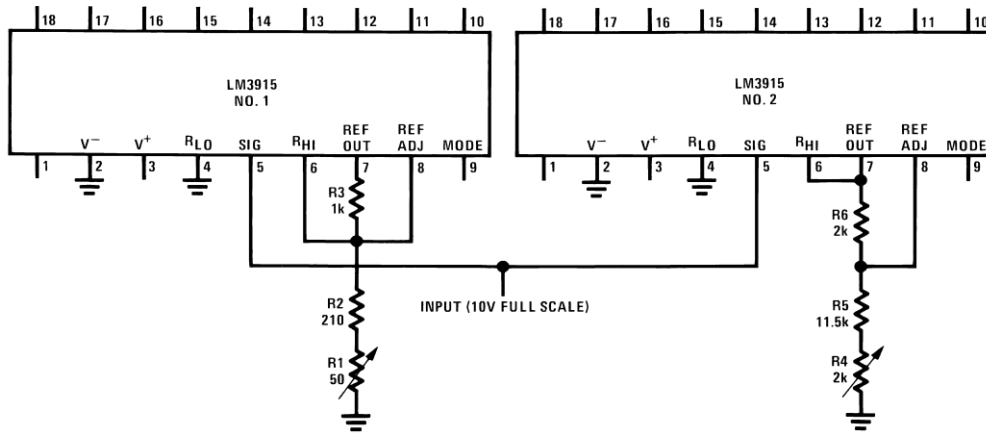 18 17 16 15 14 13 12 11 10
18 17 16 15 14 13 12 11 10
LM3915
NO. 1
LM3915
NO. 2
V− V+ RLO SIG RHI REF OUT REF ADJ MODE
V− V+ RLO SIG RHI REF OUT REF ADJ MODE
1 2 3 4 5 6 7 8 9
1 2 3 4 5 6 7 8 9
R3
1k
R6
2k
INPUT (10V FULL SCALE)
R2
210
R5
11.5k
R1
50
R4
2k